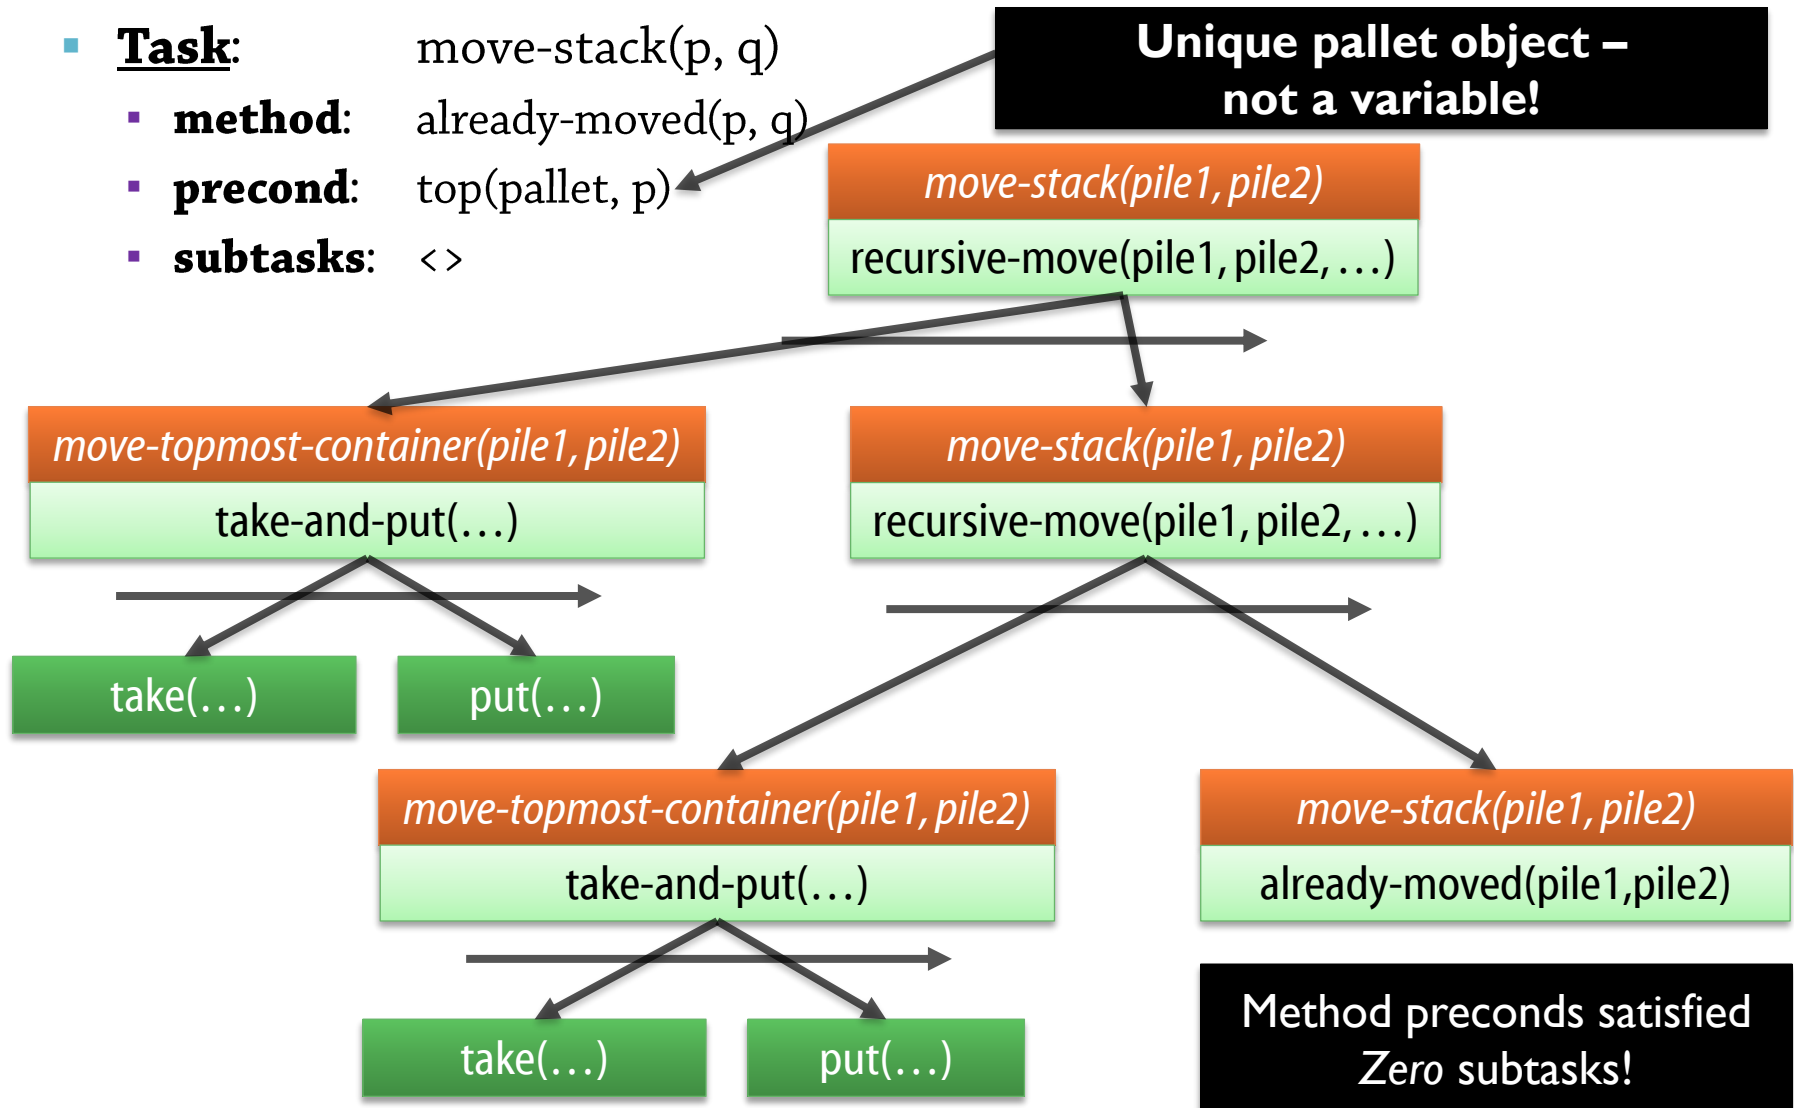 Task: move-stack(p, q)
method: already-moved(p, q)
precond: top(pallet, p)
subtasks: <>
Unique pallet object –
not a variable!
move-stack(pile1, pile2)
recursive-move(pile1, pile2, …)
move-topmost-container(pile1, pile2)
take-and-put(…)
move-stack(pile1, pile2)
recursive-move(pile1, pile2, …)
take(…)
put(…)
move-topmost-container(pile1, pile2)
take-and-put(…)
move-stack(pile1, pile2)
already-moved(pile1,pile2)
take(…)
put(…)
Method preconds satisfied
Zero subtasks!